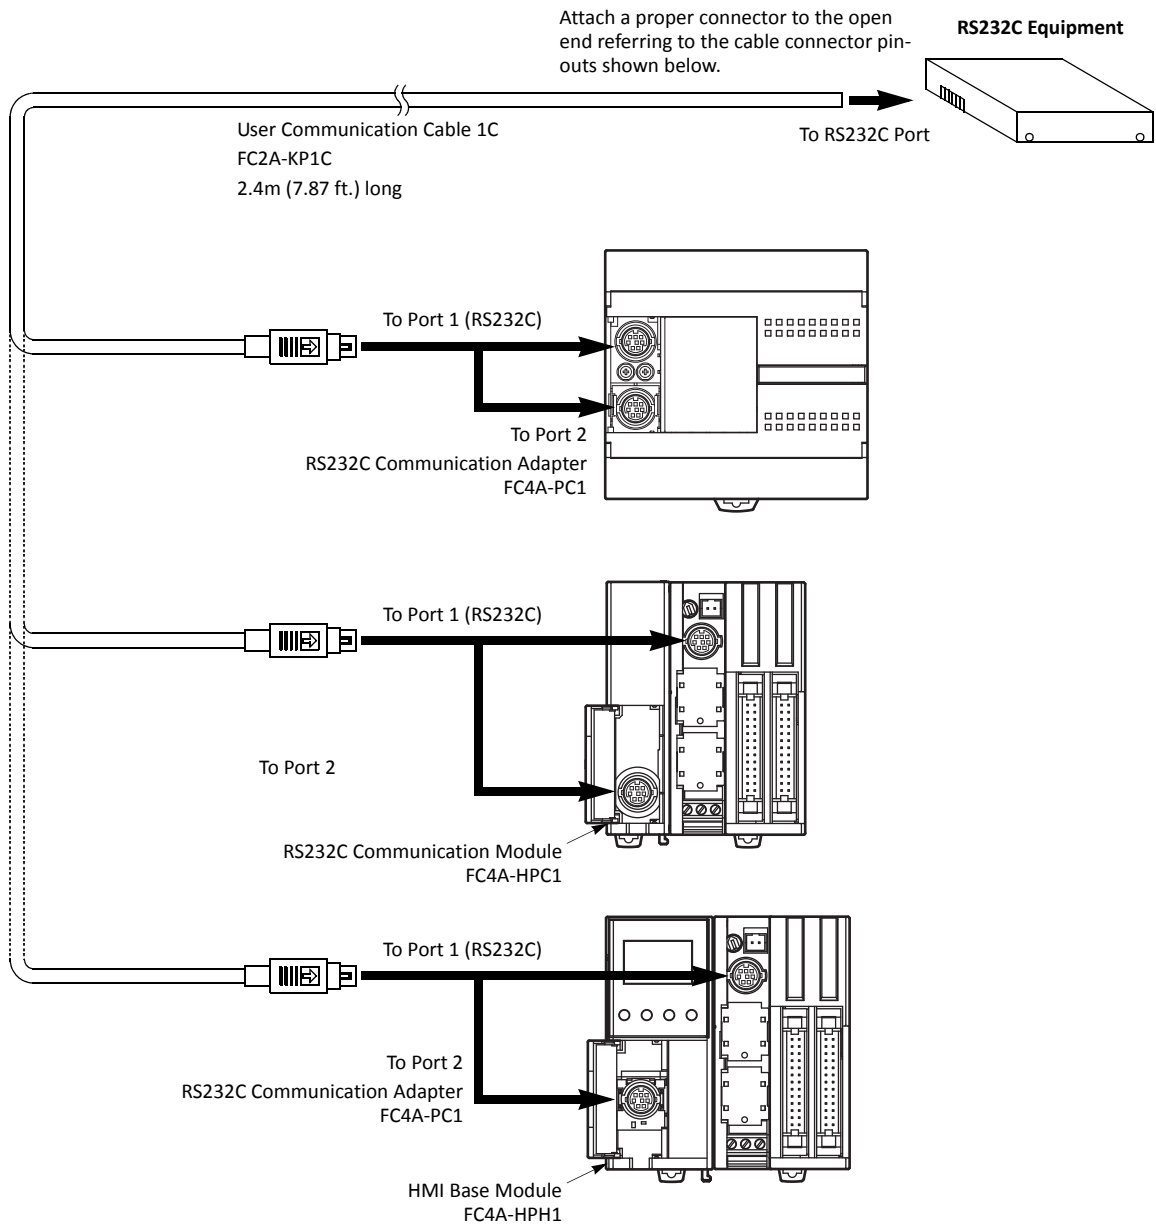 Attach a proper connector to the open
end referring to the cable connector pin-
outs shown below.
RS232C Equipment
To RS232C Port
User Communication Cable 1C
FC2A-KP1C
2.4m (7.87 ft.) long
To Port 1 (RS232C)
To Port 2
RS232C Communication Adapter
FC4A-PC1
To Port 1 (RS232C)
To Port 2
RS232C Communication Module
FC4A-HPC1
To Port 1 (RS232C)
To Port 2
RS232C Communication Adapter
FC4A-PC1
HMI Base Module
FC4A-HPH1